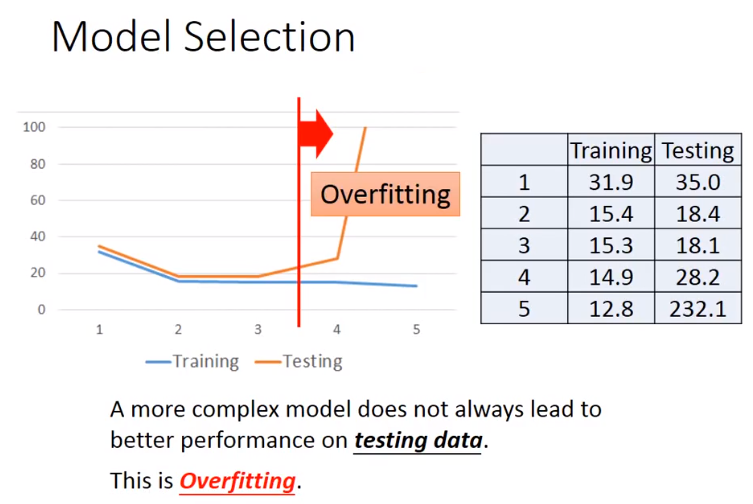 Model Selection
100
80
60
40
20
0
1 2 3 4 5
Training Testing
Overfitting
Training Testing
1 31.9 35.0
2 15.4 18.4
3 15.3 18.1
4 14.9 28.2
5 12.8 232.1
A more complex model does not always lead to
better performance on testing data.
This is Overfitting.